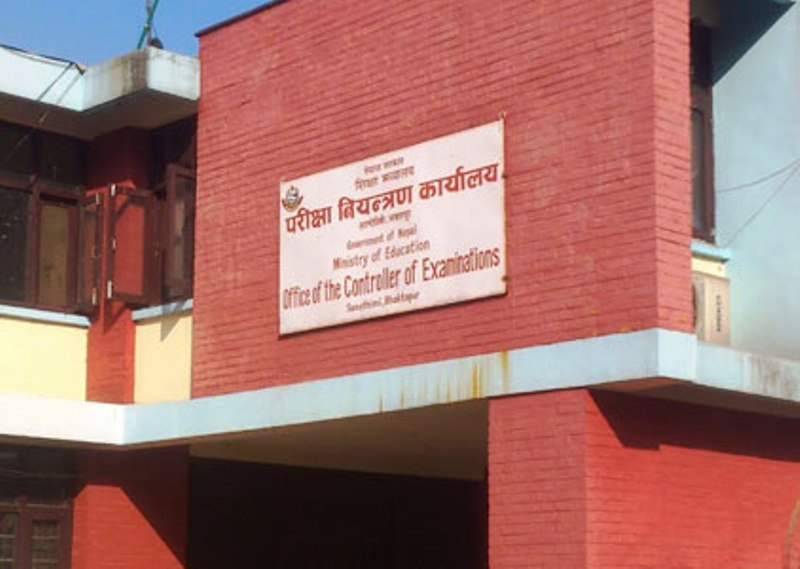 नेपाल सरकार
शिक्षा मन्त्रालय
परीक्षा नियन्त्रण कार्यालय
सानोठिमी, भक्तपुर
Government of Nepal
Ministry of Education
Office of the Controller of Examinations
Sanothimi, Bhaktapur